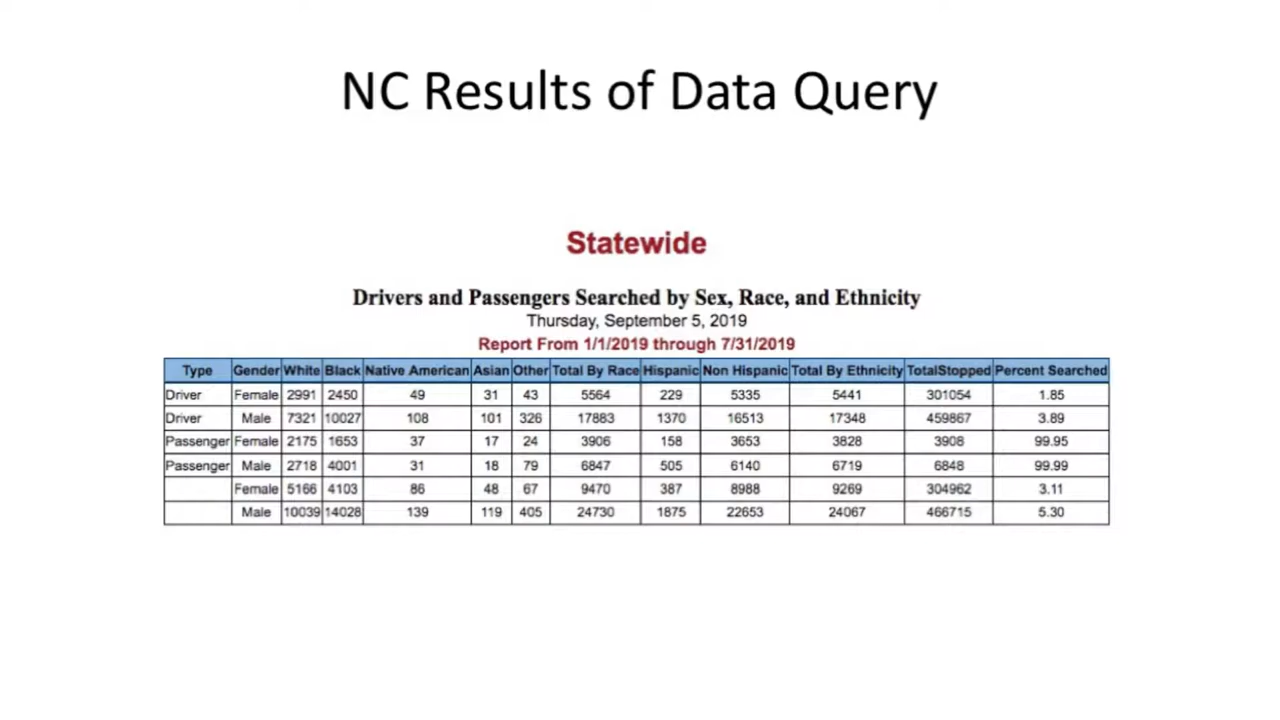 NC Results of Data Query
Statewide
Drivers and Passengers Searched by Sex, Race, and Ethnicity
Thursday, September 5, 2019
Report From 1/1/2019 through 7/31/2019
Type Gender White Black Native American Asian Other Total By Race Hispanic Non Hispanic Total By Ethnicity TotalStopped Percent Searched
Driver Female 2991 2450 49 31 43 5564 229 5335 5441 301054 1.85
Driver Male 7321 10027 108 101 326 17883 1370 16513 17348 459867 3.89
Passenger Female 2175 1653 37 17 24 3906 158 3653 3828 3908 99.95
Passenger Male 2718 4001 31 18 79 6847 505 6140 6719 6848 99.99
Female 5166 4103 86 48 67 9470 387 8988 9269 304962 3.11
Male 10039 14028 139 119 405 24730 1875 22653 24067 466715 5.30